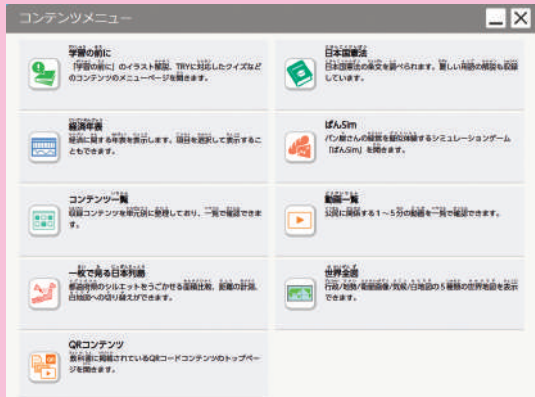 コンテンツメニュー
学習の前に
「学習の前に」のイラスト解説、TRYに対応したクイズなど
のコンテンツのメニューページを開きます。
日本国憲法
日本国憲法の条文を調べられます。難しい用語の解説も収録
しています。
経済年表
経済に関する年表を表示します。項目を選択して表示するこ
ともできます。
ぱんSim
パン屋さんの経営を疑似体験するシミュレーションゲーム
「ぱんSim」を開きます。
コンテンツ一覧
収録コンテンツを単元別に整理しており、一覧で確認できま
す。
動画一覧
公民に関係する1～5分の動画を一覧で確認できます。
一枚で見る日本列島
都道府県のシルエットをうごかせる面積比較、距離の計測、
白地図への切り替えができます。
世界全図
行政/地勢/衛星画像/気候/白地図の5種類の世界地図を表示
できます。
QRコンテンツ
教科書に掲載されているQRコードコンテンツのトップペー
ジを開きます。